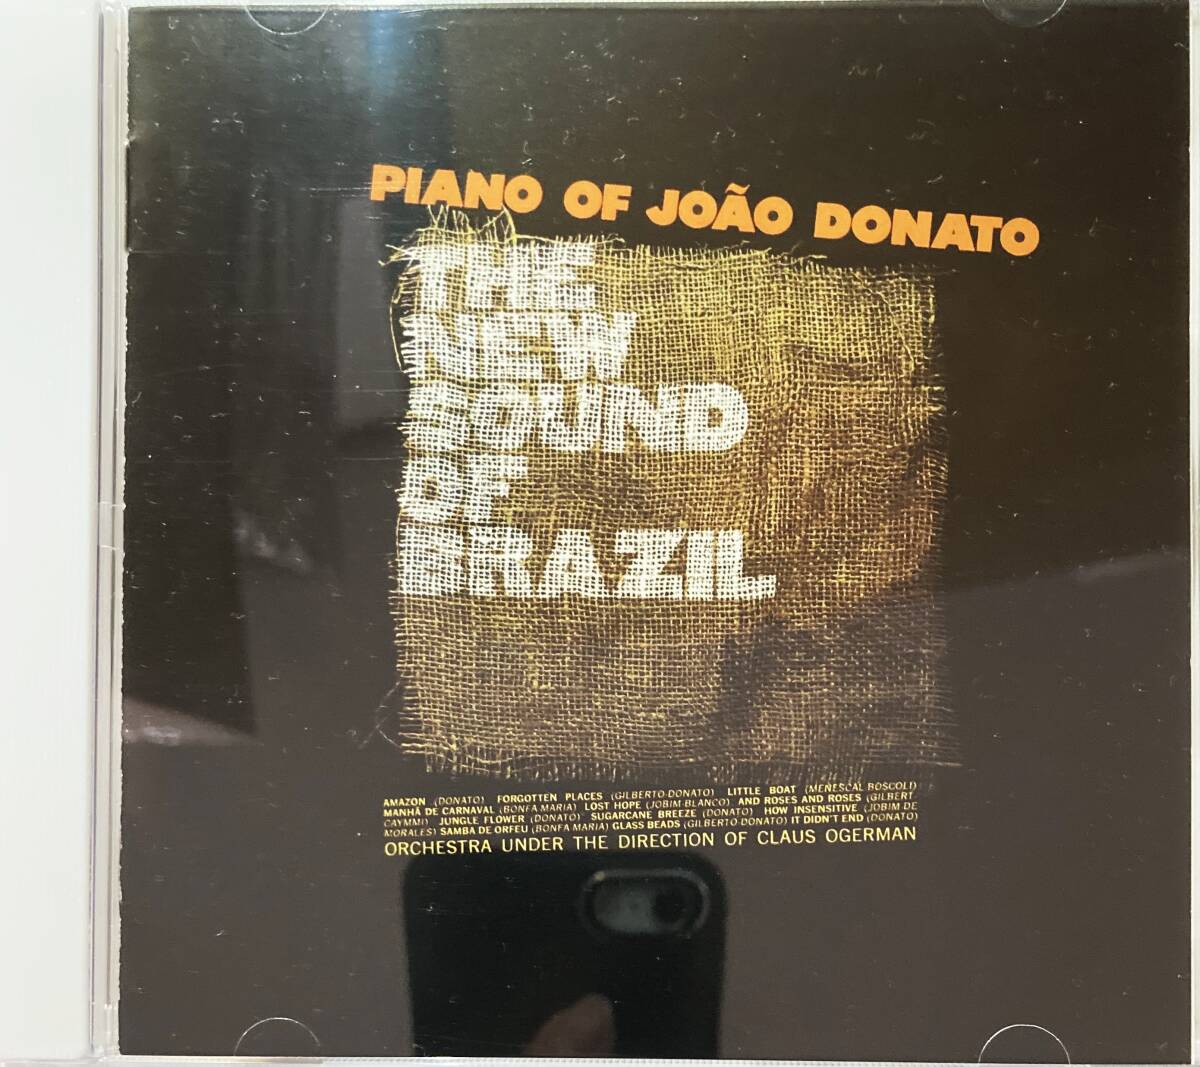 PIANO OF JOÃO DONATO
THE
NEW
SOUND
OF
BRAZIL
AMAZON (DONATO) FORGOTTEN PLACES (GILBERTO-DONATO) LITTLE BOAT (MENESCAL-BOSCOLI)
MANHÃ DE CARNAVAL (BONFA-MARIA) LOST HOPE (JOBIM-BLANCO) AND ROSES AND ROSES (GILBERT-
CAYMMI) JUNGLE FLOWER (DONATO) SUGARCANE BREEZE (DONATO) HOW INSENSITIVE (JOBIM-DE
MORALES) SAMBA DE ORFEU (BONFA-MARIA) GLASS BEADS (GILBERTO-DONATO) IT DIDN'T END (DONATO)
ORCHESTRA UNDER THE DIRECTION OF CLAUS OGERMAN